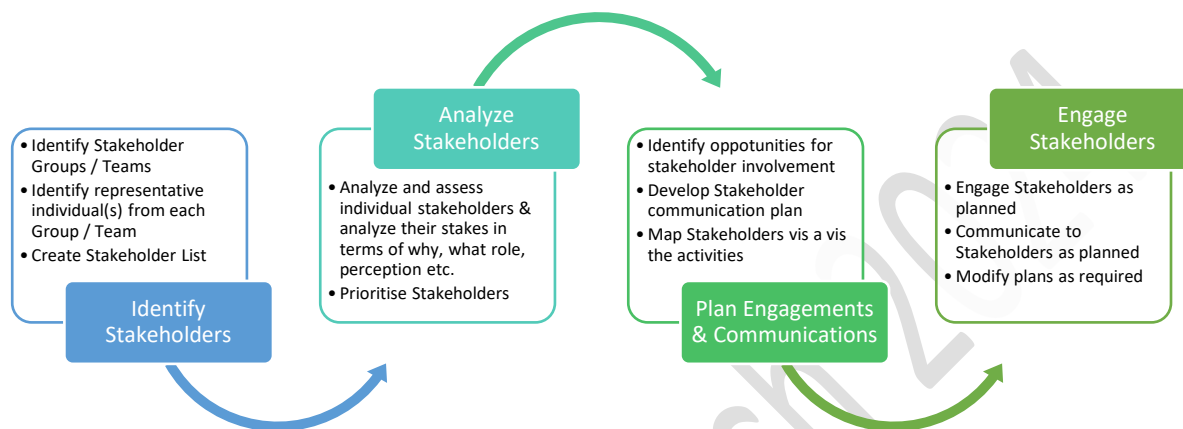 • Identify Stakeholder
Groups / Teams
• Identify representative
individual(s) from each
Group / Team
• Create Stakeholder List
Identify
Stakeholders
Analyze
Stakeholders
• Analyze and assess
individual stakeholders &
analyze their stakes in
terms of why, what role,
perception etc.
• Prioritise Stakeholders
• Identify oppotunities for
stakeholder involvement
• Develop Stakeholder
communication plan
• Map Stakeholders vis a vis
the activities
Plan Engagements
& Communications
Engage
Stakeholders
• Engage Stakeholders as
planned
• Communicate to
Stakeholders as planned
• Modify plans as required